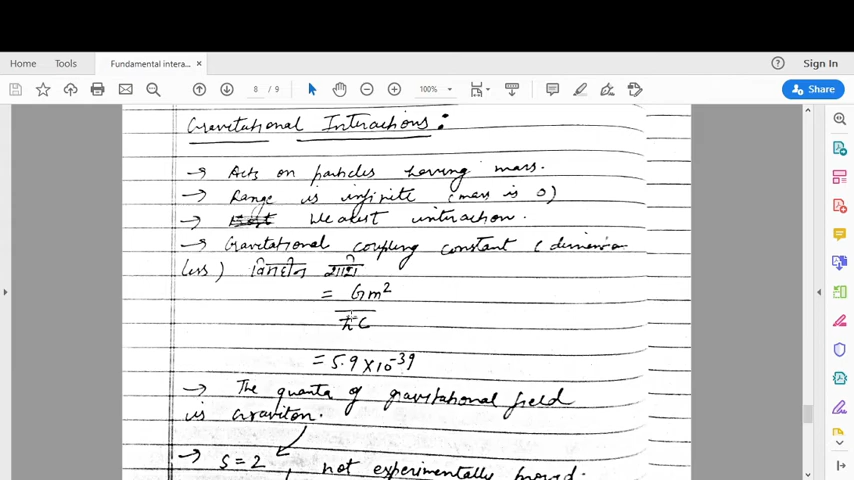 Home Tools Fundamental intera... × Sign In
8 / 9 100% Share
Gravitational Interactions:
→ Acts on particles having mass.
→ Range is infinite (mass is 0)
→ Weakest interaction.
→ Gravitational coupling constant (dimension
less) विमाहीन राशी
= Gm²
ħc
= 5.9 × 10⁻³⁹
→ The quanta of gravitational field
is Graviton.
→ S = 2 not experimentally proved.